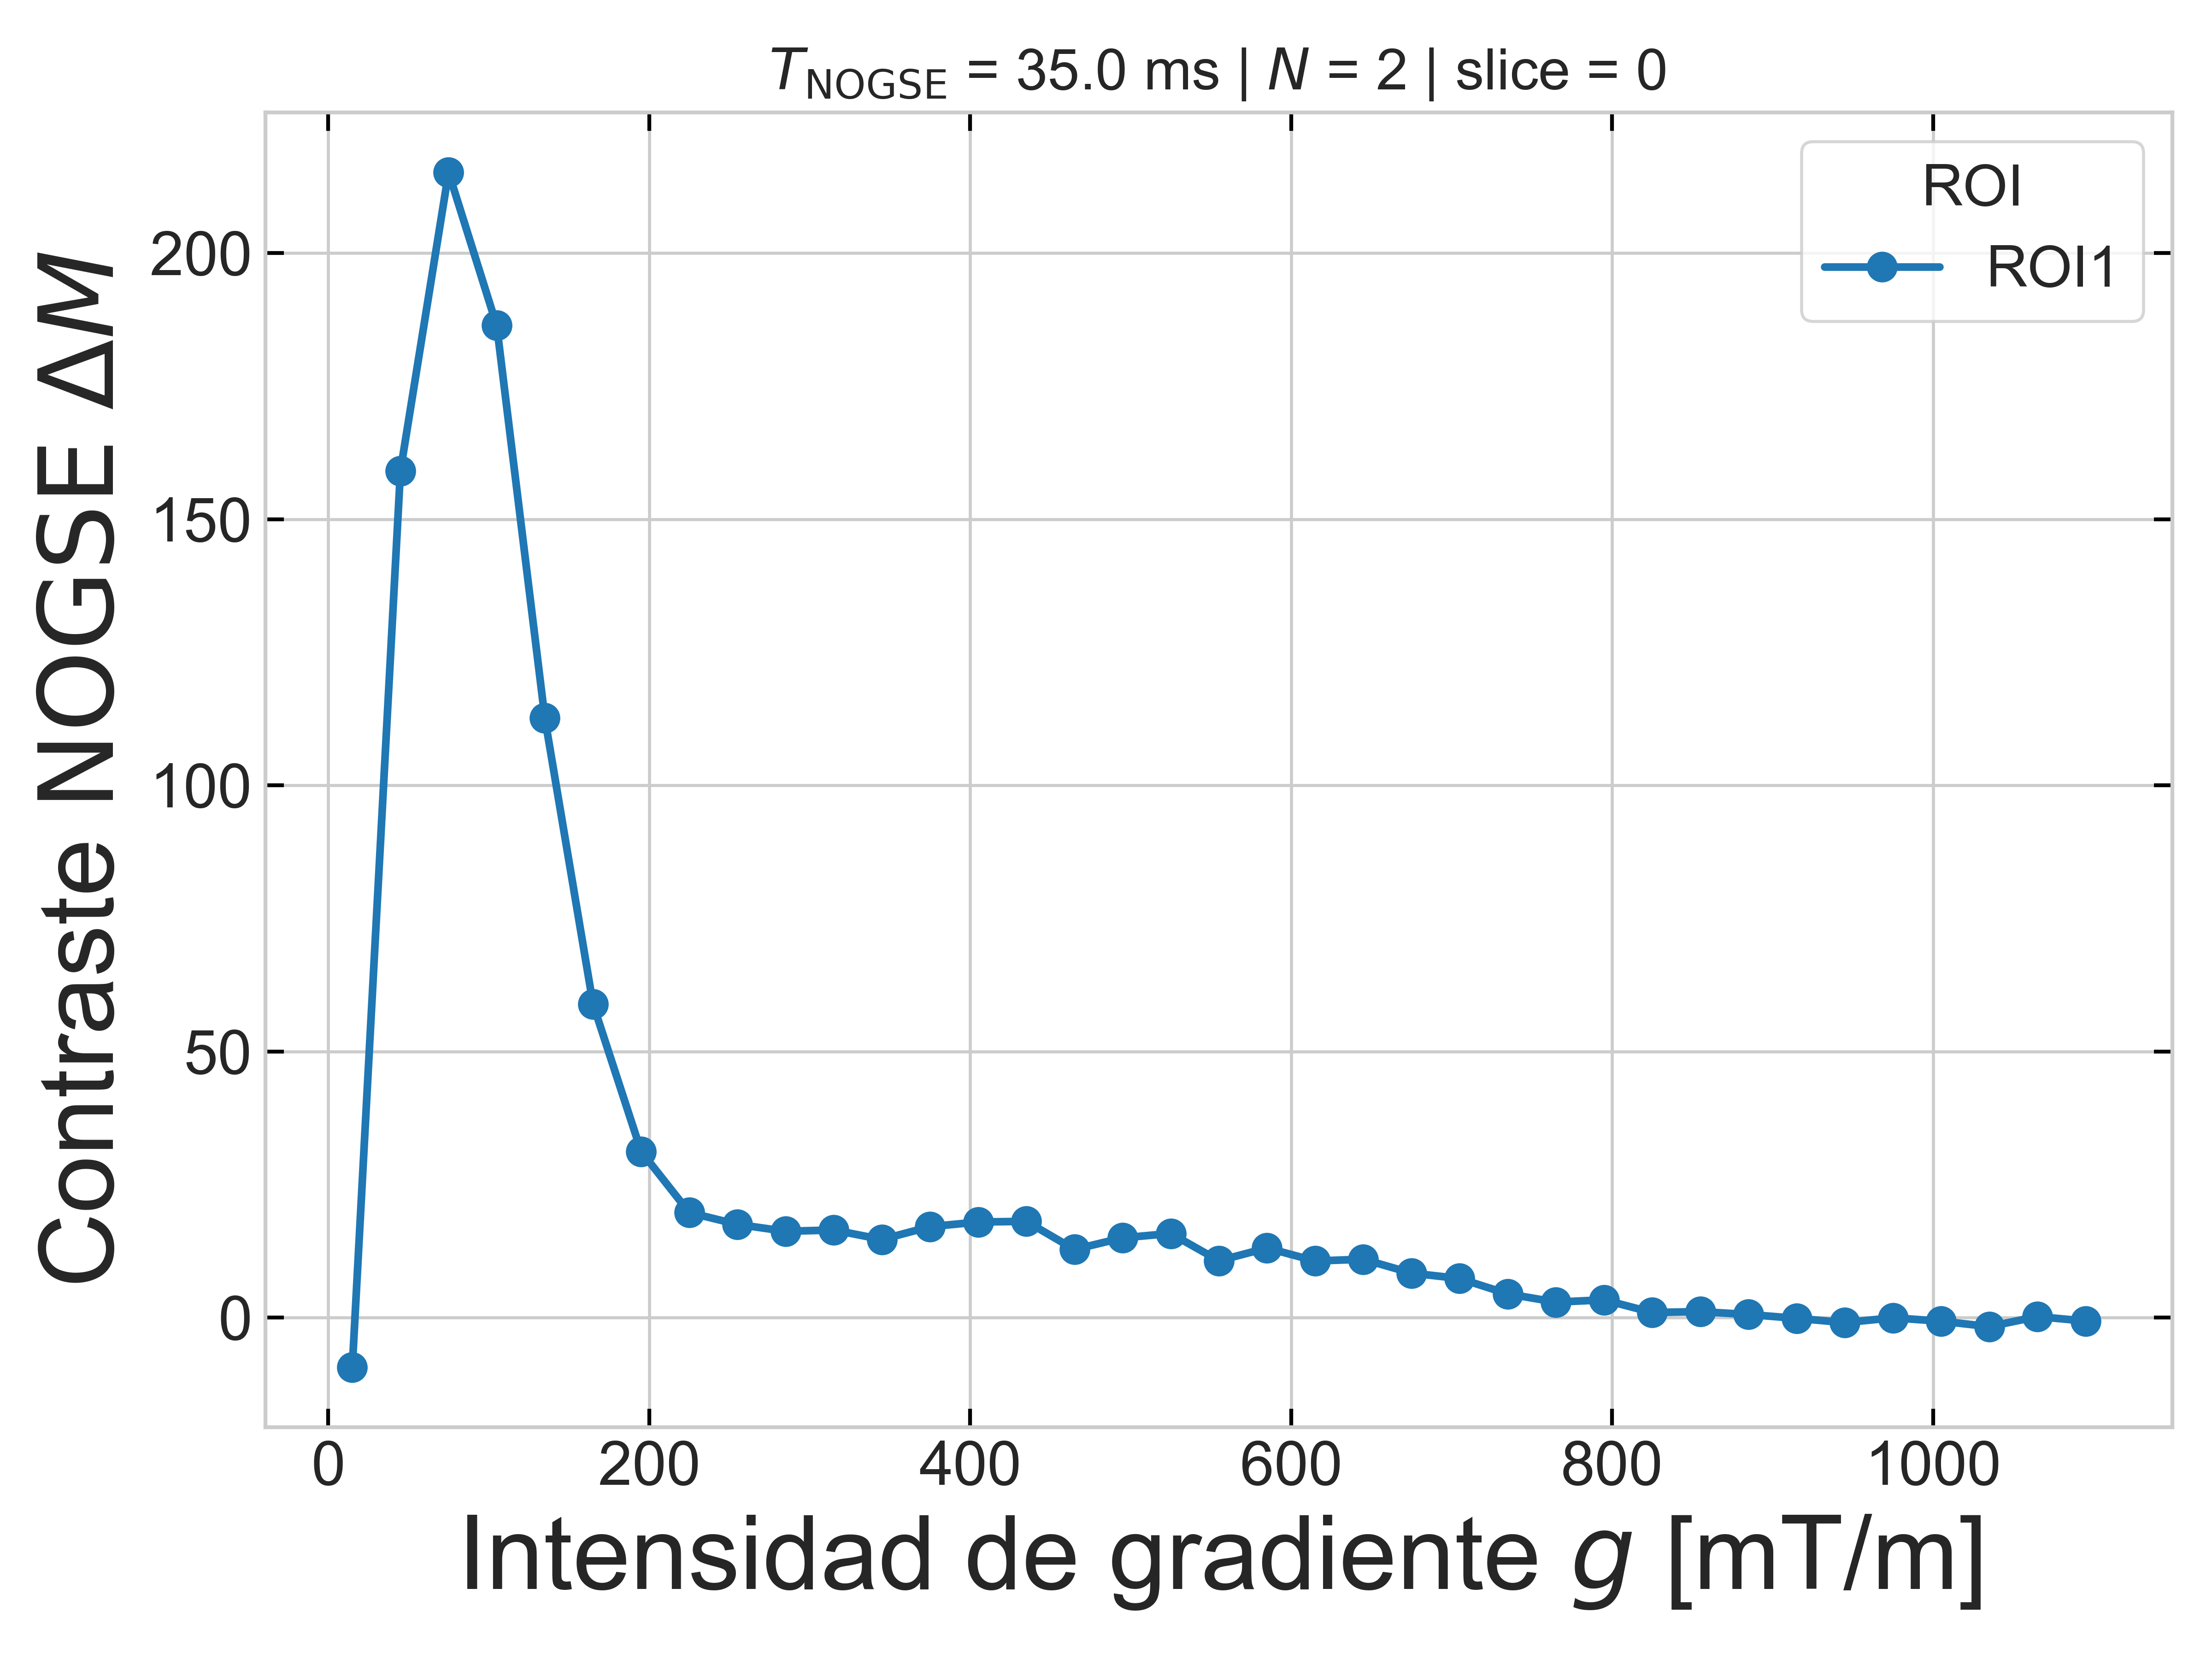 T_NOGSE = 35.0 ms | N = 2 | slice = 0
ROI
ROI1
Contraste NOGSE ΔM
200
150
100
50
0
0 200 400 600 800 1000
Intensidad de gradiente g [mT/m]